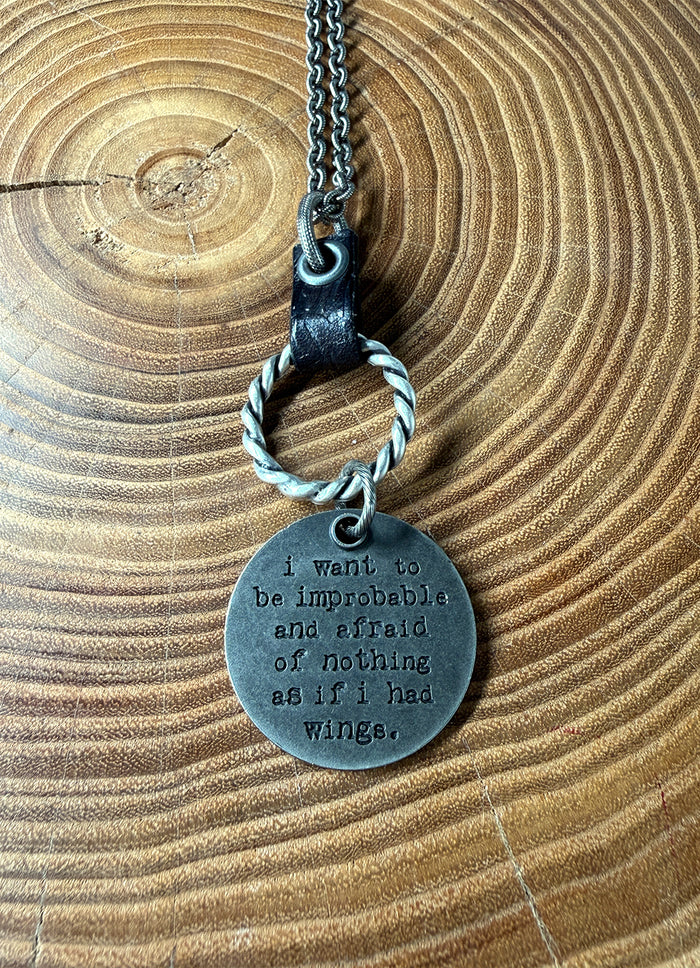 i want to
be improbable
and afraid
of nothing
as if i had
wings.